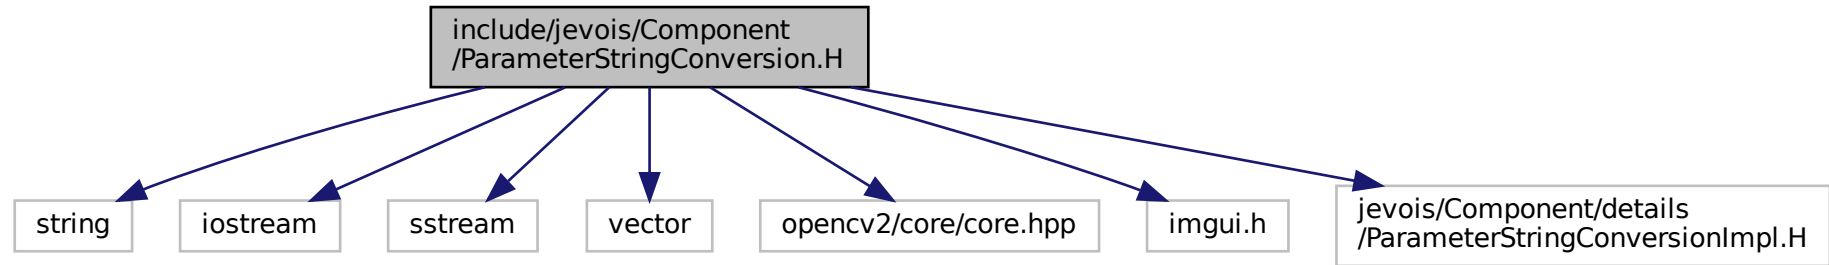 include/jevois/Component
/ParameterStringConversion.H
string
iostream
sstream
vector
opencv2/core/core.hpp
imgui.h
jevois/Component/details
/ParameterStringConversionImpl.H